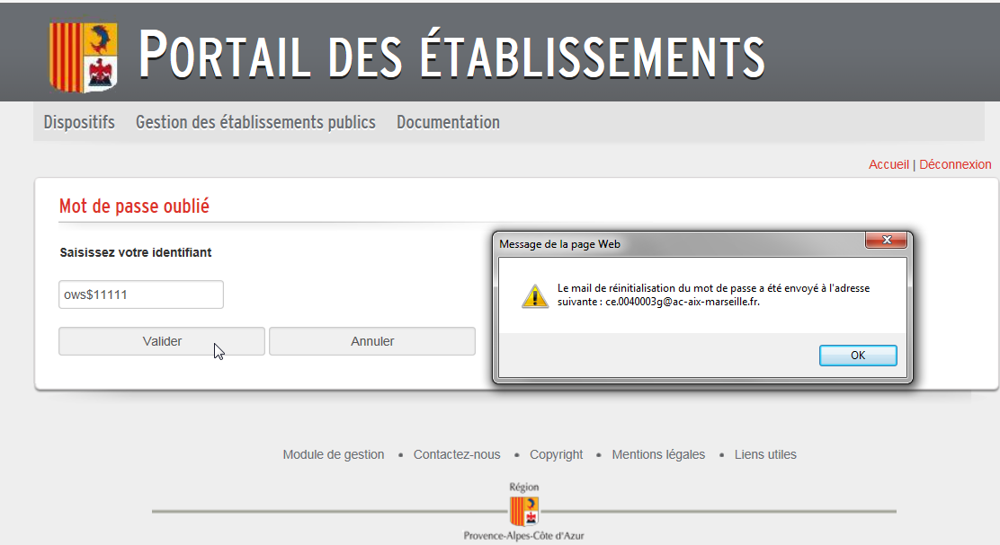 PORTAIL DES ÉTABLISSEMENTS
Dispositifs Gestion des établissements publics Documentation
Accueil | Déconnexion
Mot de passe oublié
Saisissez votre identifiant
ows$11111
Valider Annuler
Message de la page Web
Le mail de réinitialisation du mot de passe a été envoyé à l'adresse
suivante : ce.0040003g@ac-aix-marseille.fr.
OK
Module de gestion • Contactez-nous • Copyright • Mentions légales • Liens utiles
Région
Provence-Alpes-Côte d'Azur